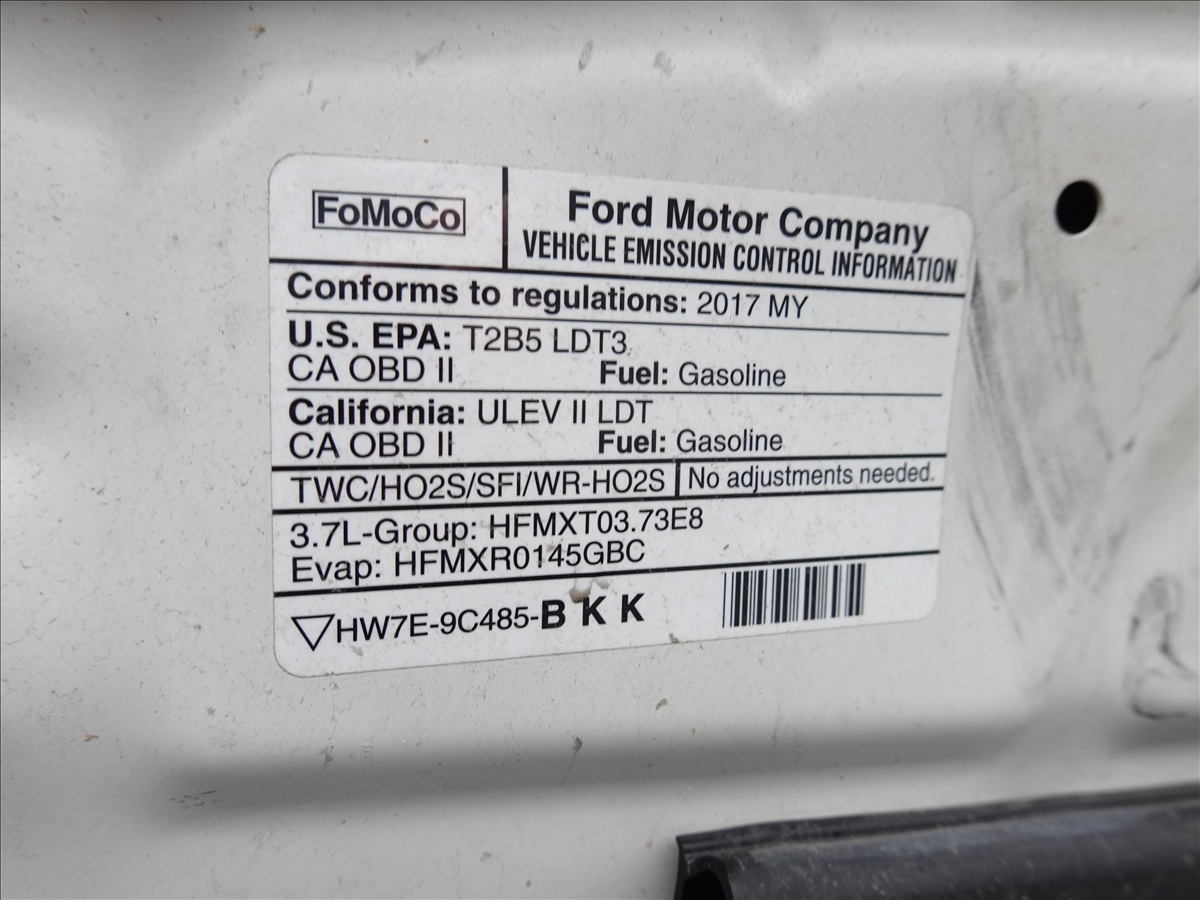 FoMoCo
Ford Motor Company
VEHICLE EMISSION CONTROL INFORMATION
Conforms to regulations: 2017 MY
U.S. EPA: T2B5 LDT3
CA OBD II Fuel: Gasoline
California: ULEV II LDT
CA OBD II Fuel: Gasoline
TWC/HO2S/SFI/WR-HO2S No adjustments needed.
3.7L-Group: HFMXT03.73E8
Evap: HFMXR0145GBC
HW7E-9C485-B K K